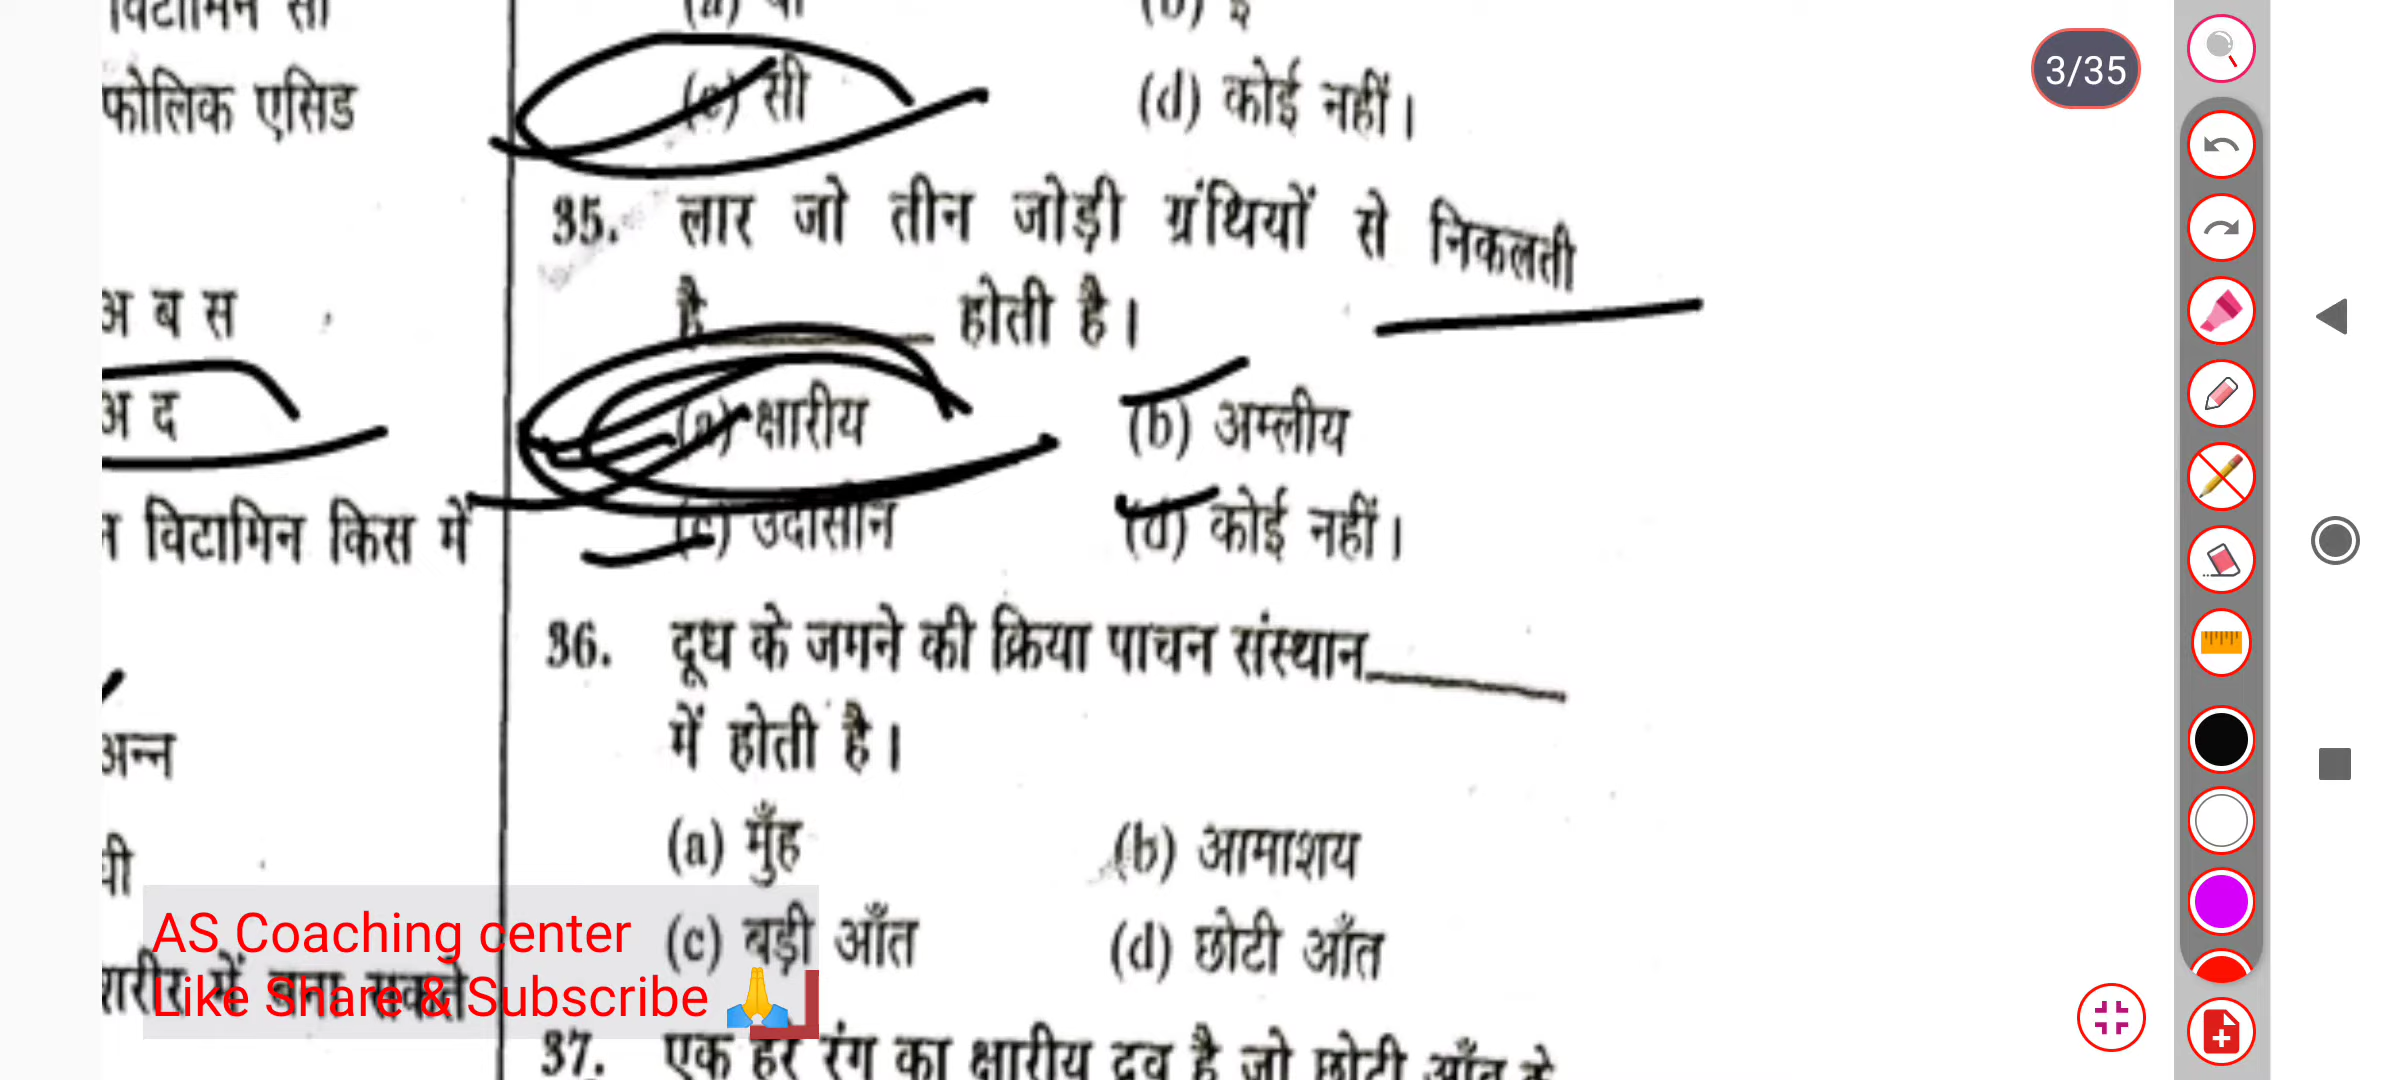 विटामिन सी
फोलिक एसिड
अ ब स
अ द
विटामिन किस में
अन्न
(c) सी
(d) कोई नहीं।
35. लार जो तीन जोड़ी ग्रंथियों से निकलती
है ______ होती है।
(a) क्षारीय (b) अम्लीय
(c) उदासीन (d) कोई नहीं।
36. दूध के जमने की क्रिया पाचन संस्थान______
में होती है।
(a) मुँह (b) आमाशय
(c) बड़ी आँत (d) छोटी आँत
37. एक हरे रंग का क्षारीय द्रव है जो छोटी आँत के
AS Coaching center
Like Share & Subscribe 🙏
3/35